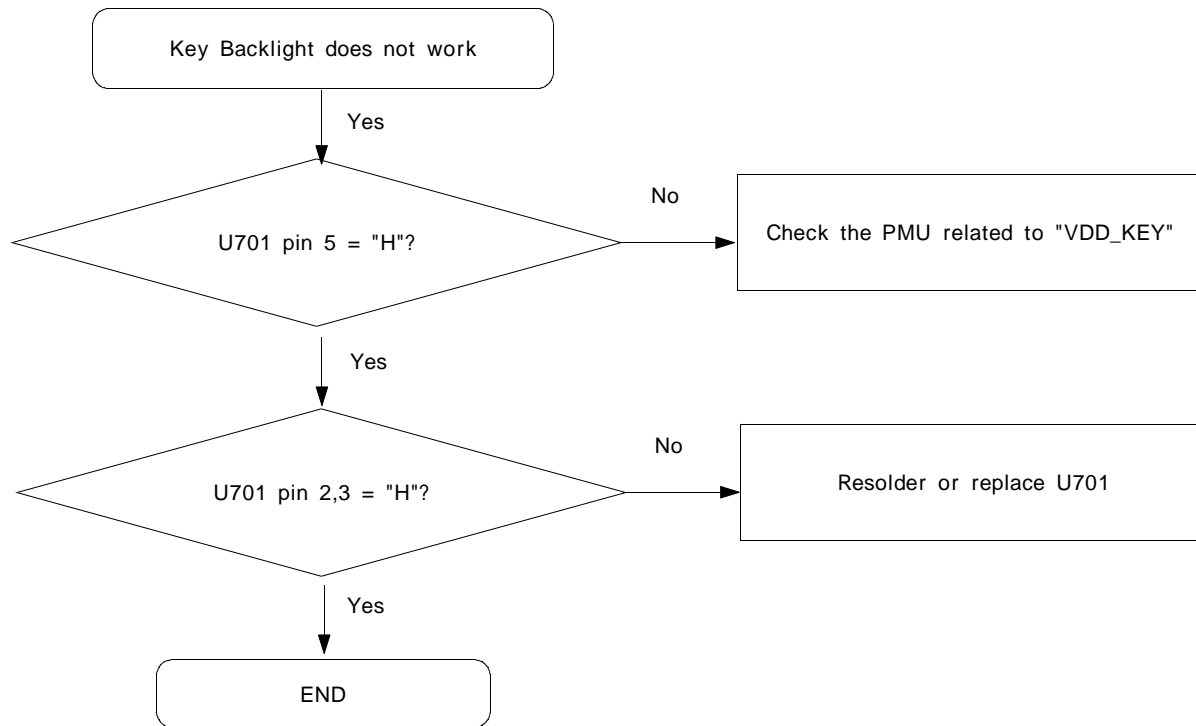 Key Backlight does not work
Yes
U701 pin 5 = "H"?
No
Check the PMU related to "VDD_KEY"
Yes
U701 pin 2,3 = "H"?
No
Resolder or replace U701
Yes
END